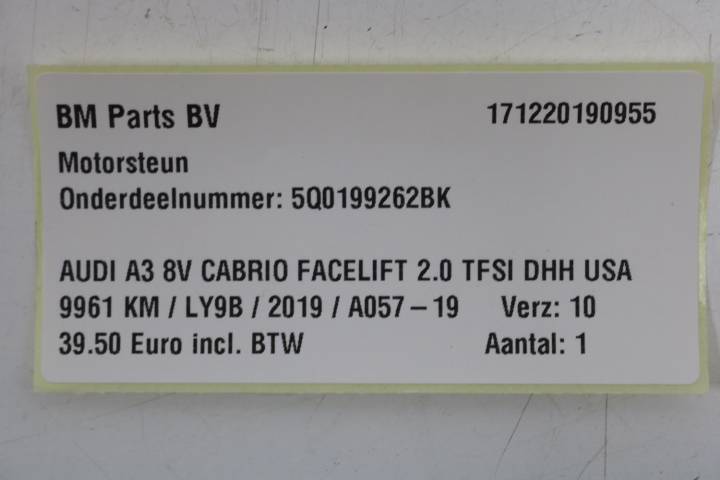 BM Parts BV 171220190955
Motorsteun
Onderdeelnummer: 5Q0199262BK
AUDI A3 8V CABRIO FACELIFT 2.0 TFSI DHH USA
9961 KM / LY9B / 2019 / A057-19 Verz: 10
39.50 Euro incl. BTW Aantal: 1